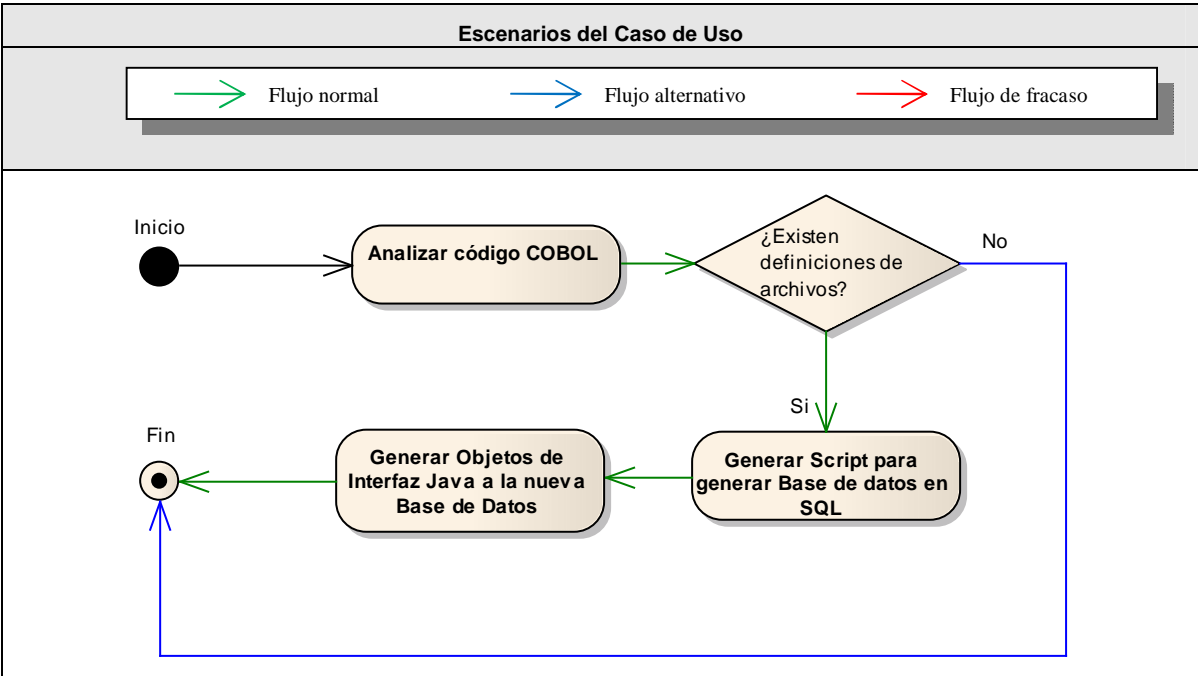 Escenarios del Caso de Uso
Flujo normal
Flujo alternativo
Flujo de fracaso
Inicio
Analizar código COBOL
¿Existen
definiciones de
archivos?
No
Si
Fin
Generar Objetos de
Interfaz Java a la nueva
Base de Datos
Generar Script para
generar Base de datos en
SQL